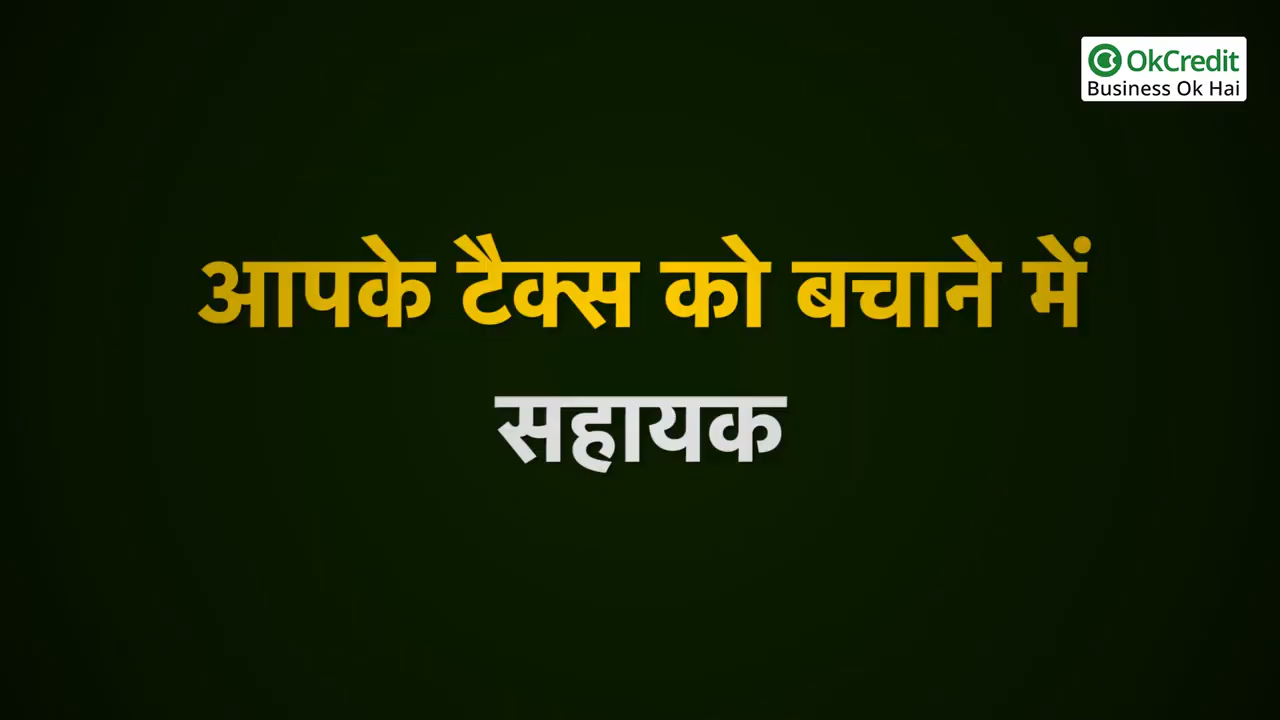 OkCredit
Business Ok Hai
आपके टैक्स को बचाने में
सहायक